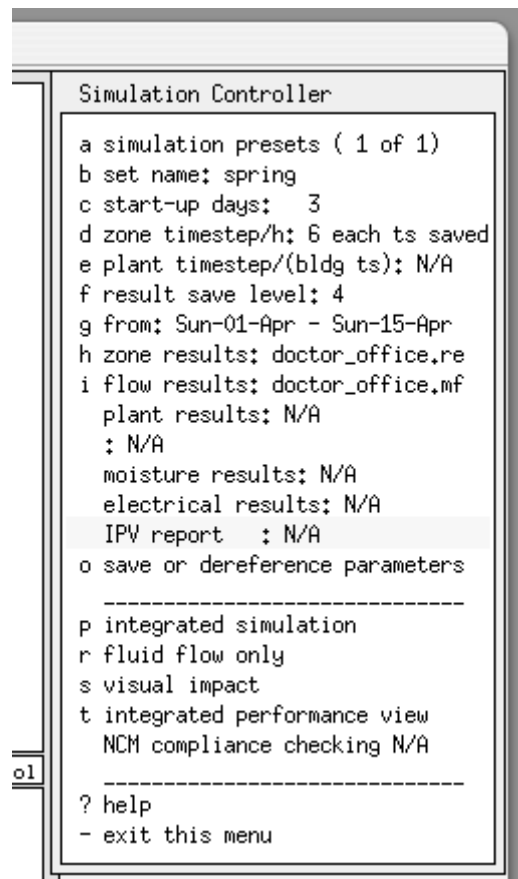 Simulation Controller
a simulation presets ( 1 of 1)
b set name: spring
c start-up days:   3
d zone timestep/h: 6 each ts saved
e plant timestep/(bldg ts): N/A
f result save level: 4
g from: Sun-01-Apr - Sun-15-Apr
h zone results: doctor_office.re
i flow results: doctor_office.mf
plant results: N/A
: N/A
moisture results: N/A
electrical results: N/A
IPV report   : N/A
o save or dereference parameters
______________________________
p integrated simulation
r fluid flow only
s visual impact
t integrated performance view
NCM compliance checking N/A
______________________________
? help
- exit this menu
ol